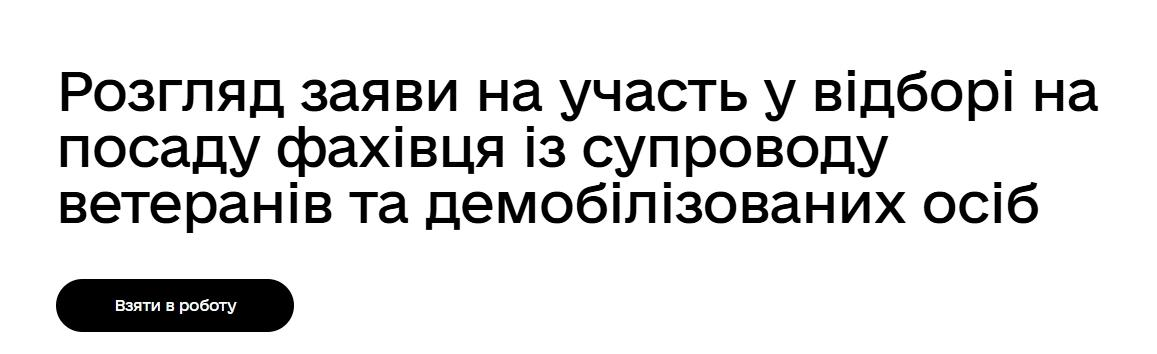 Розгляд заяви на участь у відборі на
посаду фахівця із супроводу
ветеранів та демобілізованих осіб
Взяти в роботу